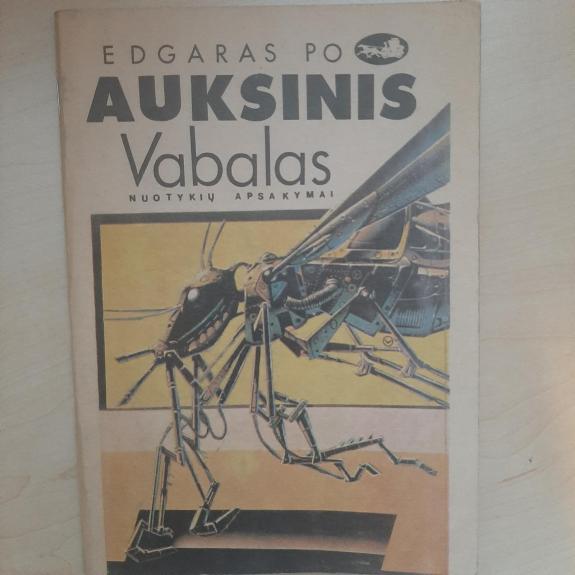 EDGARAS PO
AUKSINIS
Vabalas
NUOTYKIŲ APSAKYMAI